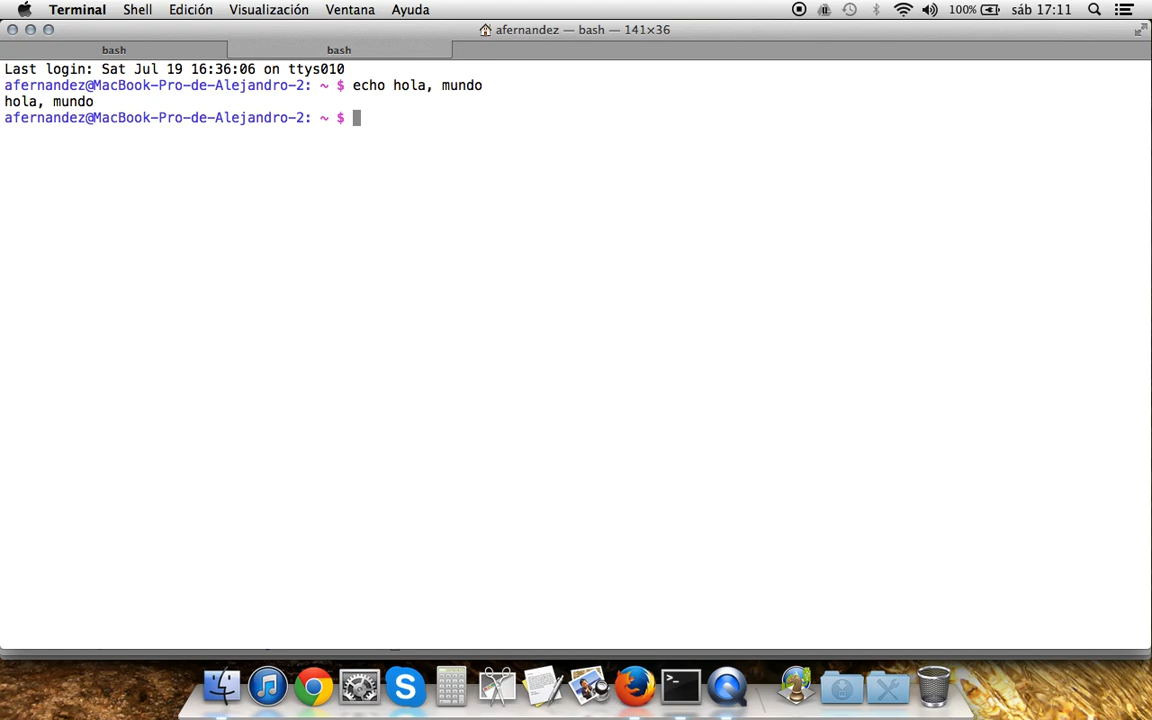 Terminal Shell Edición Visualización Ventana Ayuda 100% sáb 17:11
afernandez — bash — 141×36
bash bash
Last login: Sat Jul 19 16:36:06 on ttys010
afernandez@MacBook-Pro-de-Alejandro-2: ~ $ echo hola, mundo
hola, mundo
afernandez@MacBook-Pro-de-Alejandro-2: ~ $